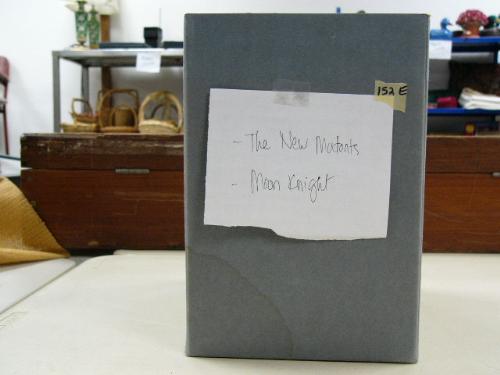 152 E
- The New Mutants
- Moon Knight